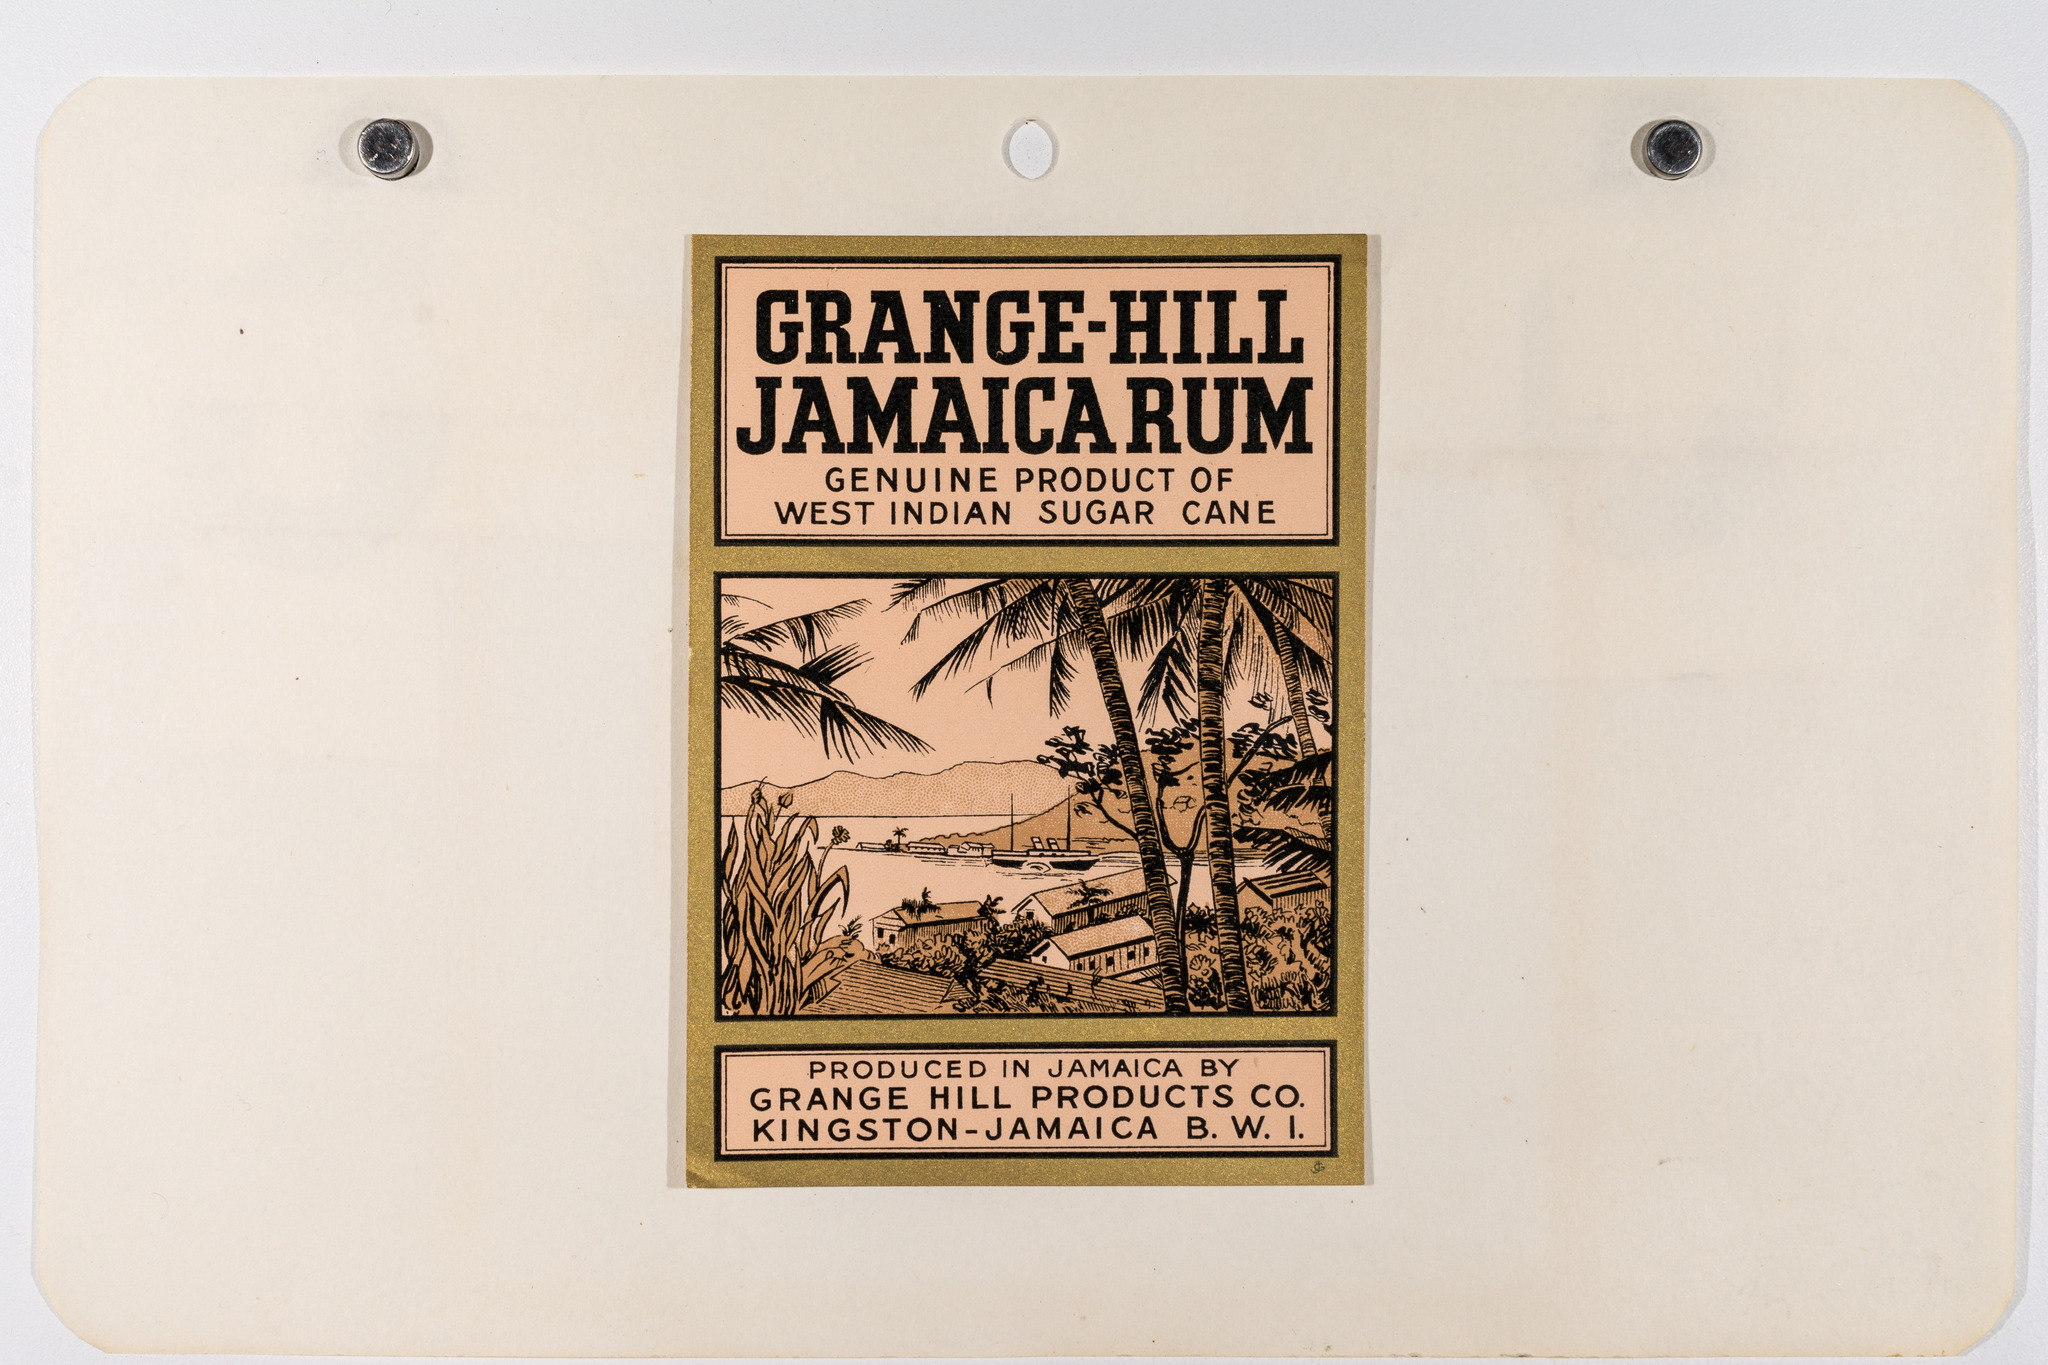 GRANGE-HILL
JAMAICA RUM
GENUINE PRODUCT OF
WEST INDIAN SUGAR CANE
PRODUCED IN JAMAICA BY
GRANGE HILL PRODUCTS CO.
KINGSTON-JAMAICA B. W. I.